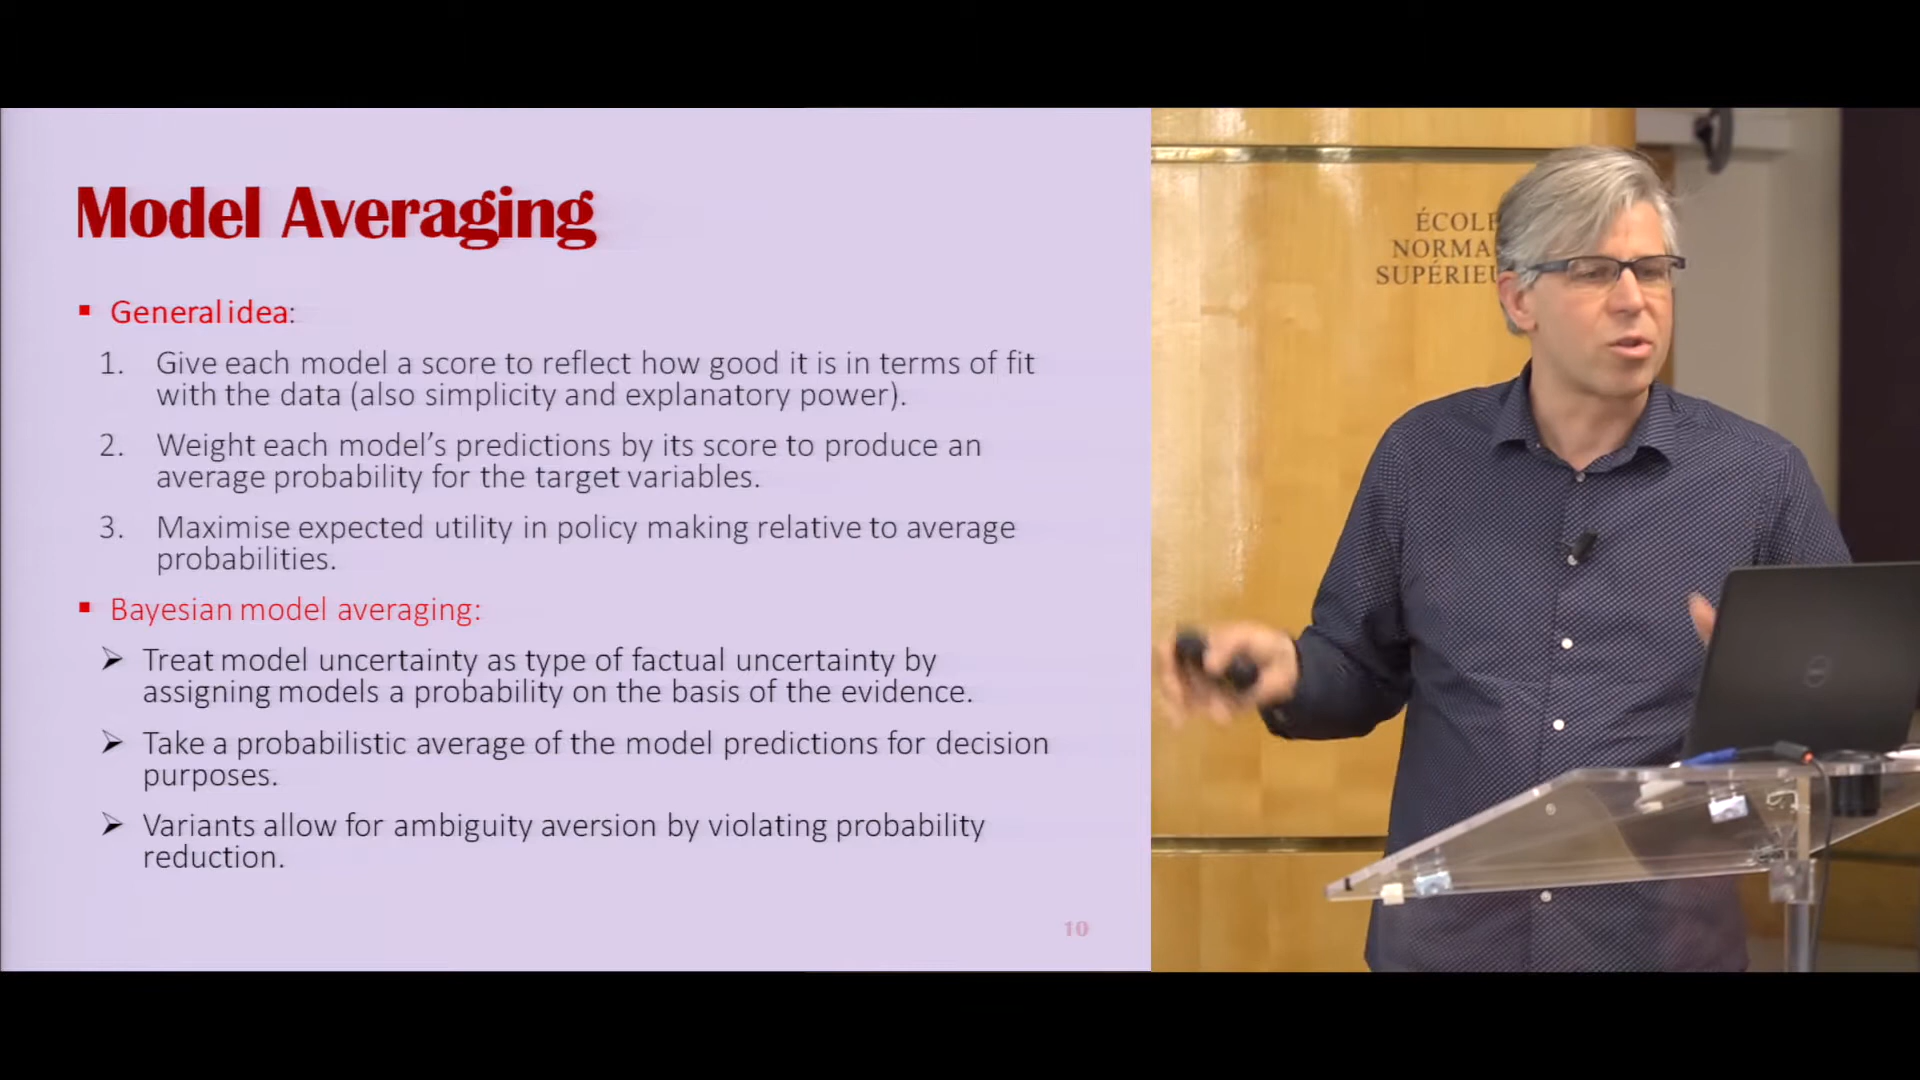 Model Averaging
▪ General idea:
1. Give each model a score to reflect how good it is in terms of fit
with the data (also simplicity and explanatory power).
2. Weight each model’s predictions by its score to produce an
average probability for the target variables.
3. Maximise expected utility in policy making relative to average
probabilities.
▪ Bayesian model averaging:
➢ Treat model uncertainty as type of factual uncertainty by
assigning models a probability on the basis of the evidence.
➢ Take a probabilistic average of the model predictions for decision
purposes.
➢ Variants allow for ambiguity aversion by violating probability
reduction.
10
ÉCOLE
NORMA
SUPÉRIEU